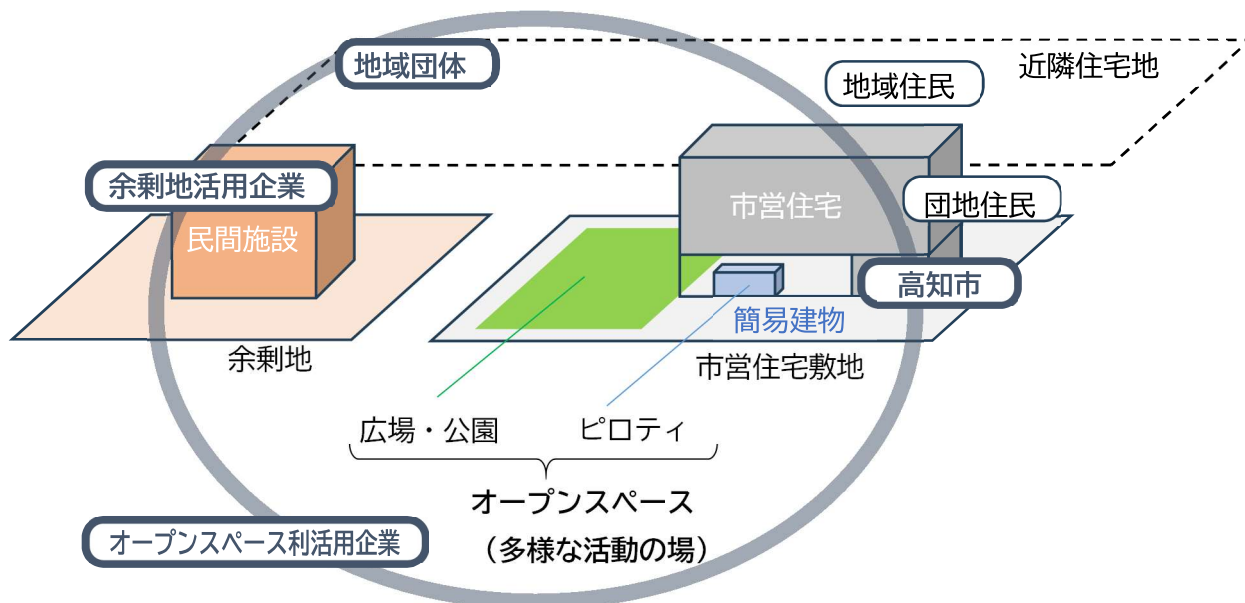 地域団体
近隣住宅地
地域住民
余剰地活用企業
市営住宅
団地住民
民間施設
高知市
簡易建物
余剰地
市営住宅敷地
広場・公園
ピロティ
オープンスペース
(多様な活動の場)
オープンスペース利活用企業